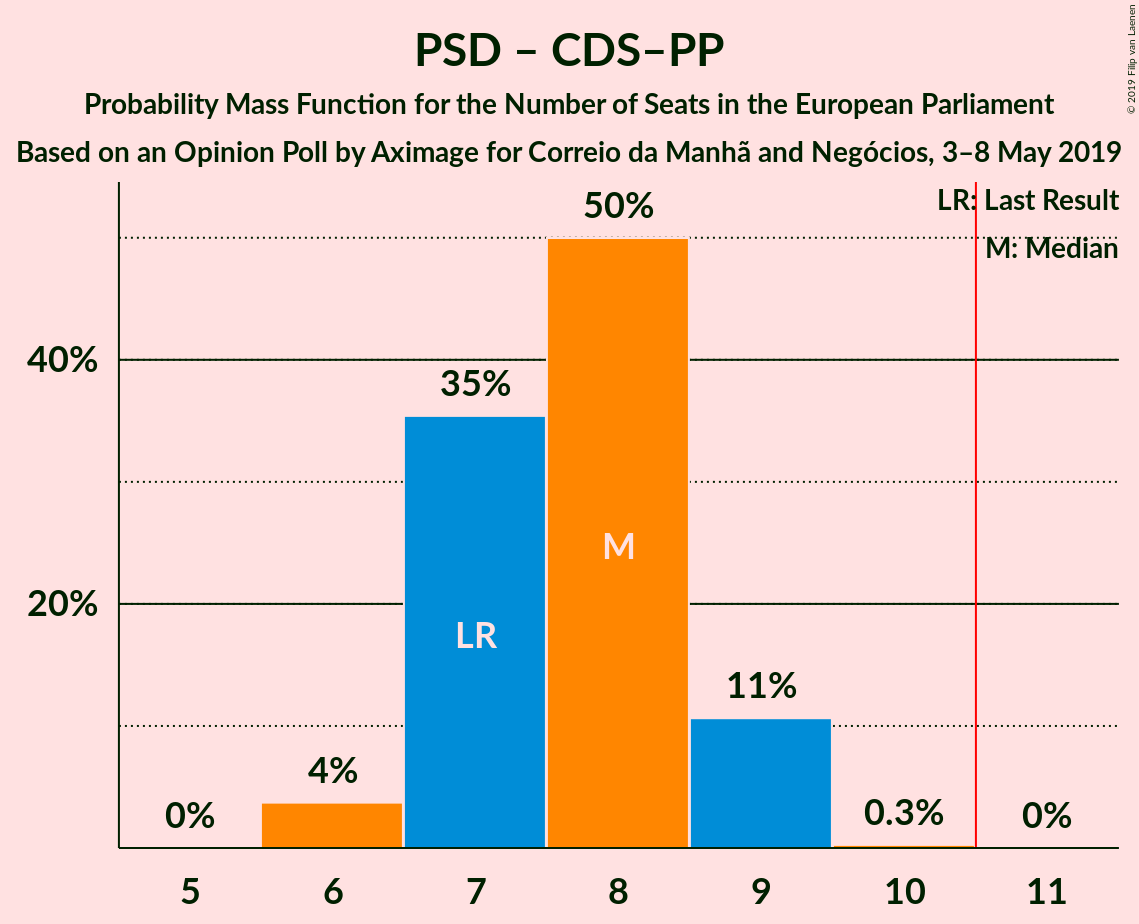 PSD – CDS–PP
Probability Mass Function for the Number of Seats in the European Parliament
Based on an Opinion Poll by Aximage for Correio da Manhã and Negócios, 3–8 May 2019
© 2019 Filip van Laenen
LR: Last Result
M: Median
50%
40%
35%
M
20%
LR
11%
4%
0%
0.3%
0%
5 6 7 8 9 10 11